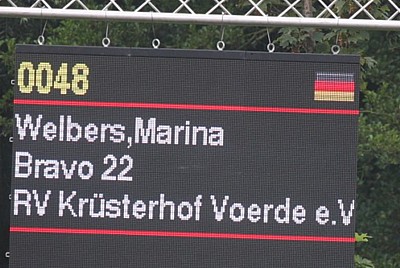 0048
Welbers,Marina
Bravo 22
RV Krüsterhof Voerde e.V